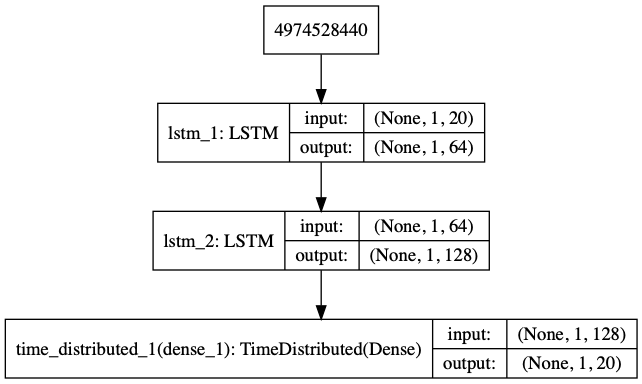 4974528440
lstm_1: LSTM
input: (None, 1, 20)
output: (None, 1, 64)
lstm_2: LSTM
input: (None, 1, 64)
output: (None, 1, 128)
time_distributed_1(dense_1): TimeDistributed(Dense)
input: (None, 1, 128)
output: (None, 1, 20)